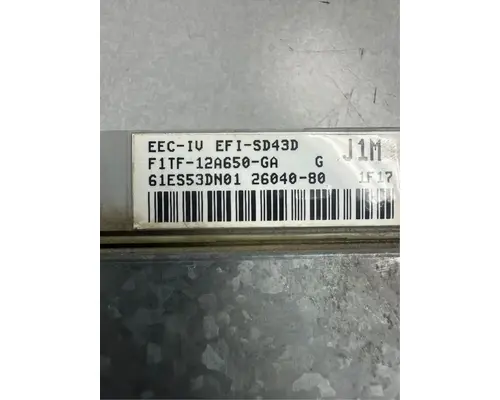 EEC-IV EFI-SD43D J1M
F1TF-12A650-GA G
61ES53DN01 26040-80 1F17